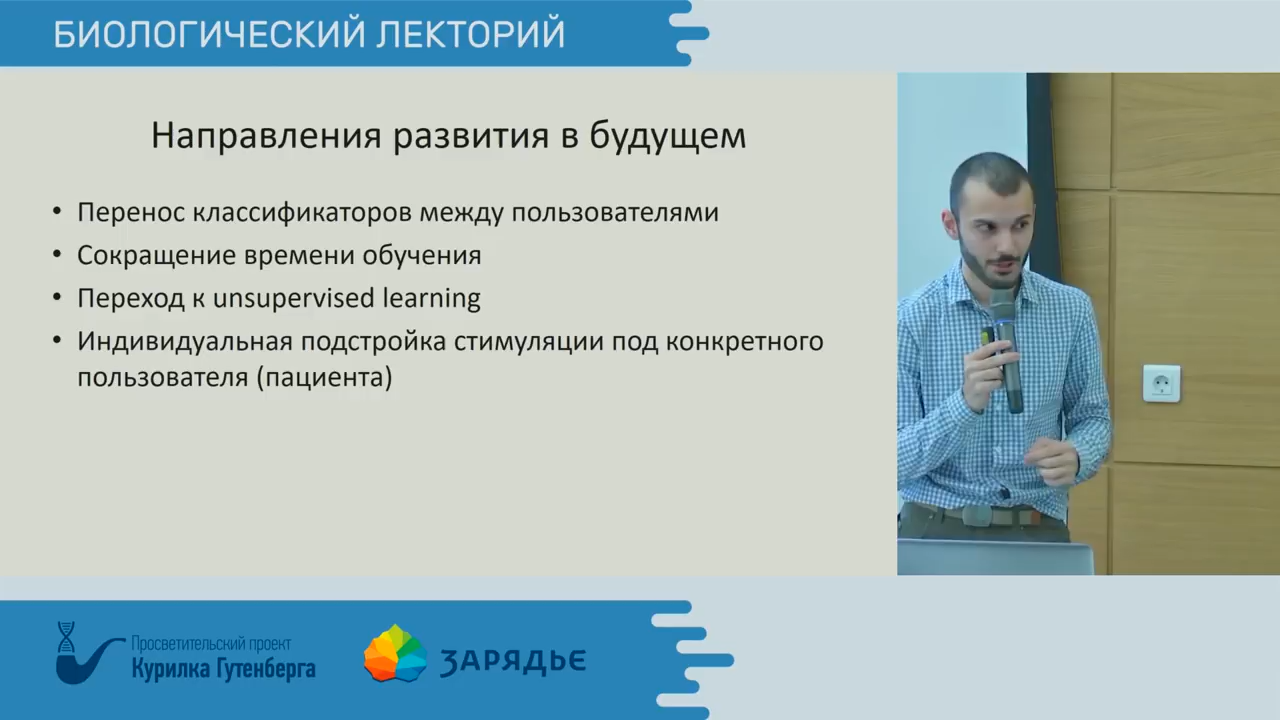 БИОЛОГИЧЕСКИЙ ЛЕКТОРИЙ
Направления развития в будущем
• Перенос классификаторов между пользователями
• Сокращение времени обучения
• Переход к unsupervised learning
• Индивидуальная подстройка стимуляции под конкретного
пользователя (пациента)
Просветительский проект
Курилка Гутенберга
ЗАРЯДЬЕ